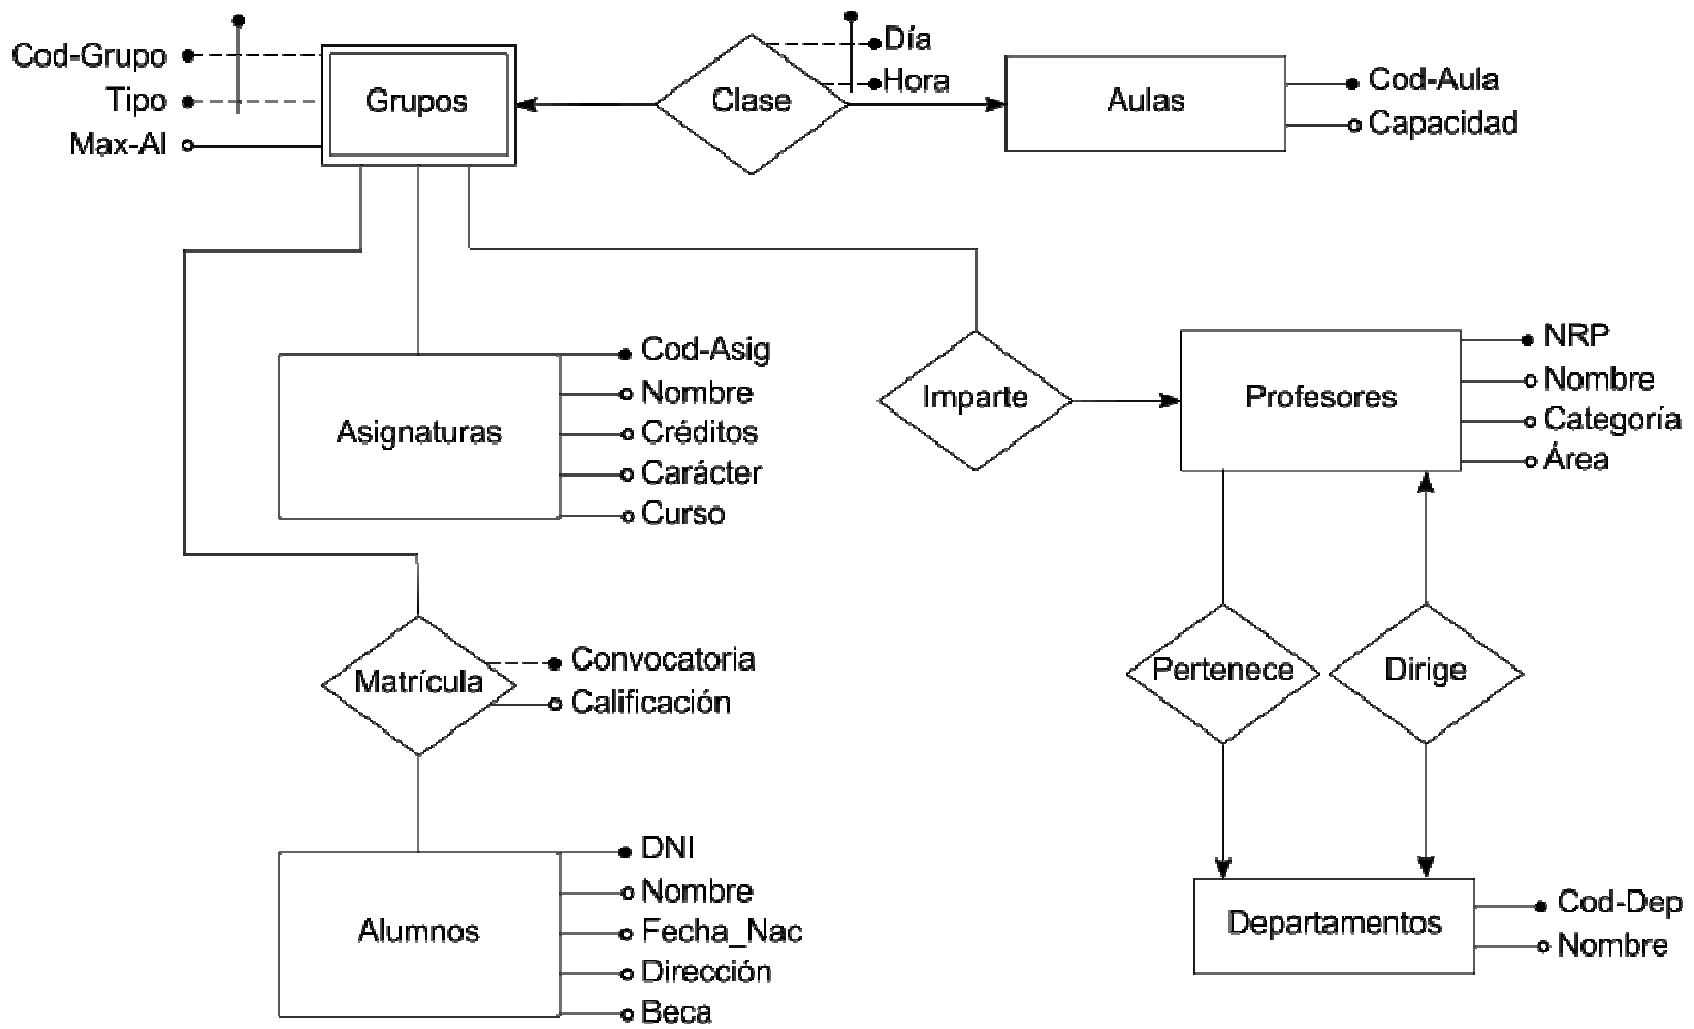 Cod-Grupo
Tipo
Max-Al
Grupos
Clase
Día
Hora
Aulas
Cod-Aula
Capacidad
Asignaturas
Cod-Asig
Nombre
Créditos
Carácter
Curso
Imparte
Profesores
NRP
Nombre
Categoría
Área
Matrícula
Convocatoria
Calificación
Pertenece
Dirige
Alumnos
DNI
Nombre
Fecha_Nac
Dirección
Beca
Departamentos
Cod-Dep
Nombre